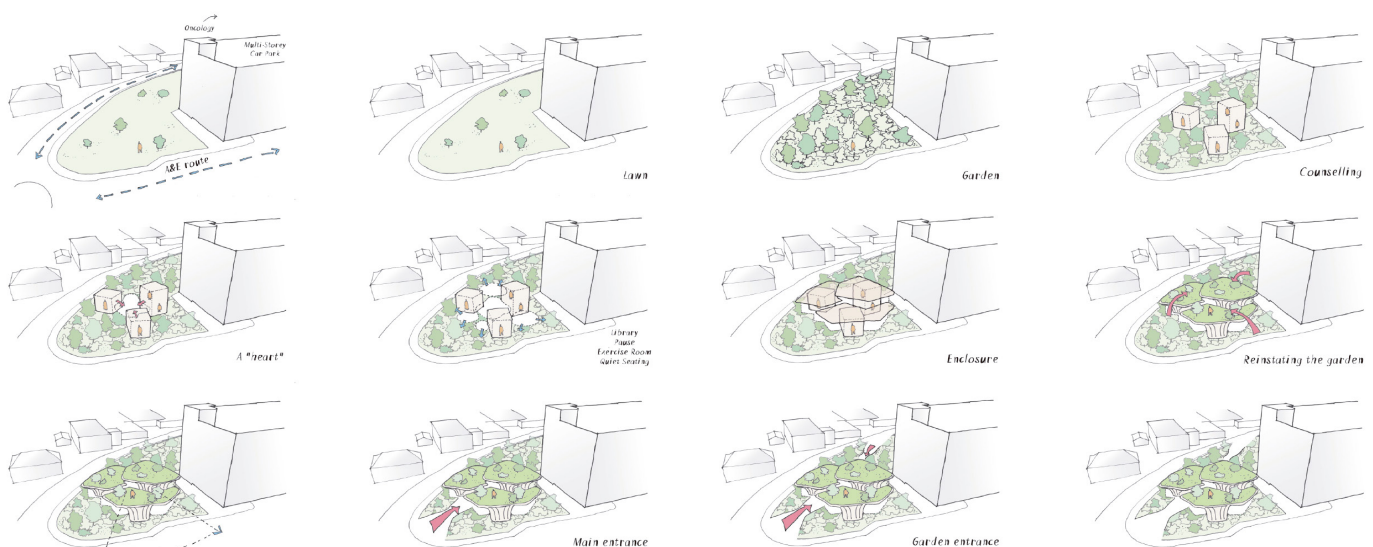 Oncology
Multi-Storey
Car Park
A&E route
Lawn
Garden
Counselling
A "heart"
Library
Pause
Exercise Room
Quiet Seating
Enclosure
Reinstating the garden
Main entrance
Garden entrance